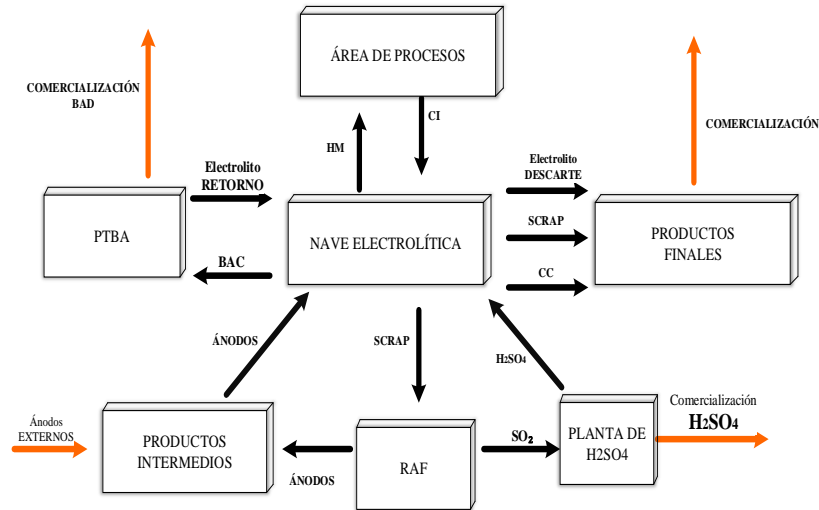 ÁREA DE PROCESOS
COMERCIALIZACIÓN
BAD
CI
COMERCIALIZACIÓN
HM
Electrolito
RETORNO
Electrolito
DESCARTE
PTBA
NAVE ELECTROLÍTICA
SCRAP
PRODUCTOS
FINALES
BAC
CC
ÁNODOS
SCRAP
H2SO4
Ánodos
EXTERNOS
PRODUCTOS
INTERMEDIOS
ÁNODOS
RAF
SO2
PLANTA DE
H2SO4
Comercialización
H2SO4